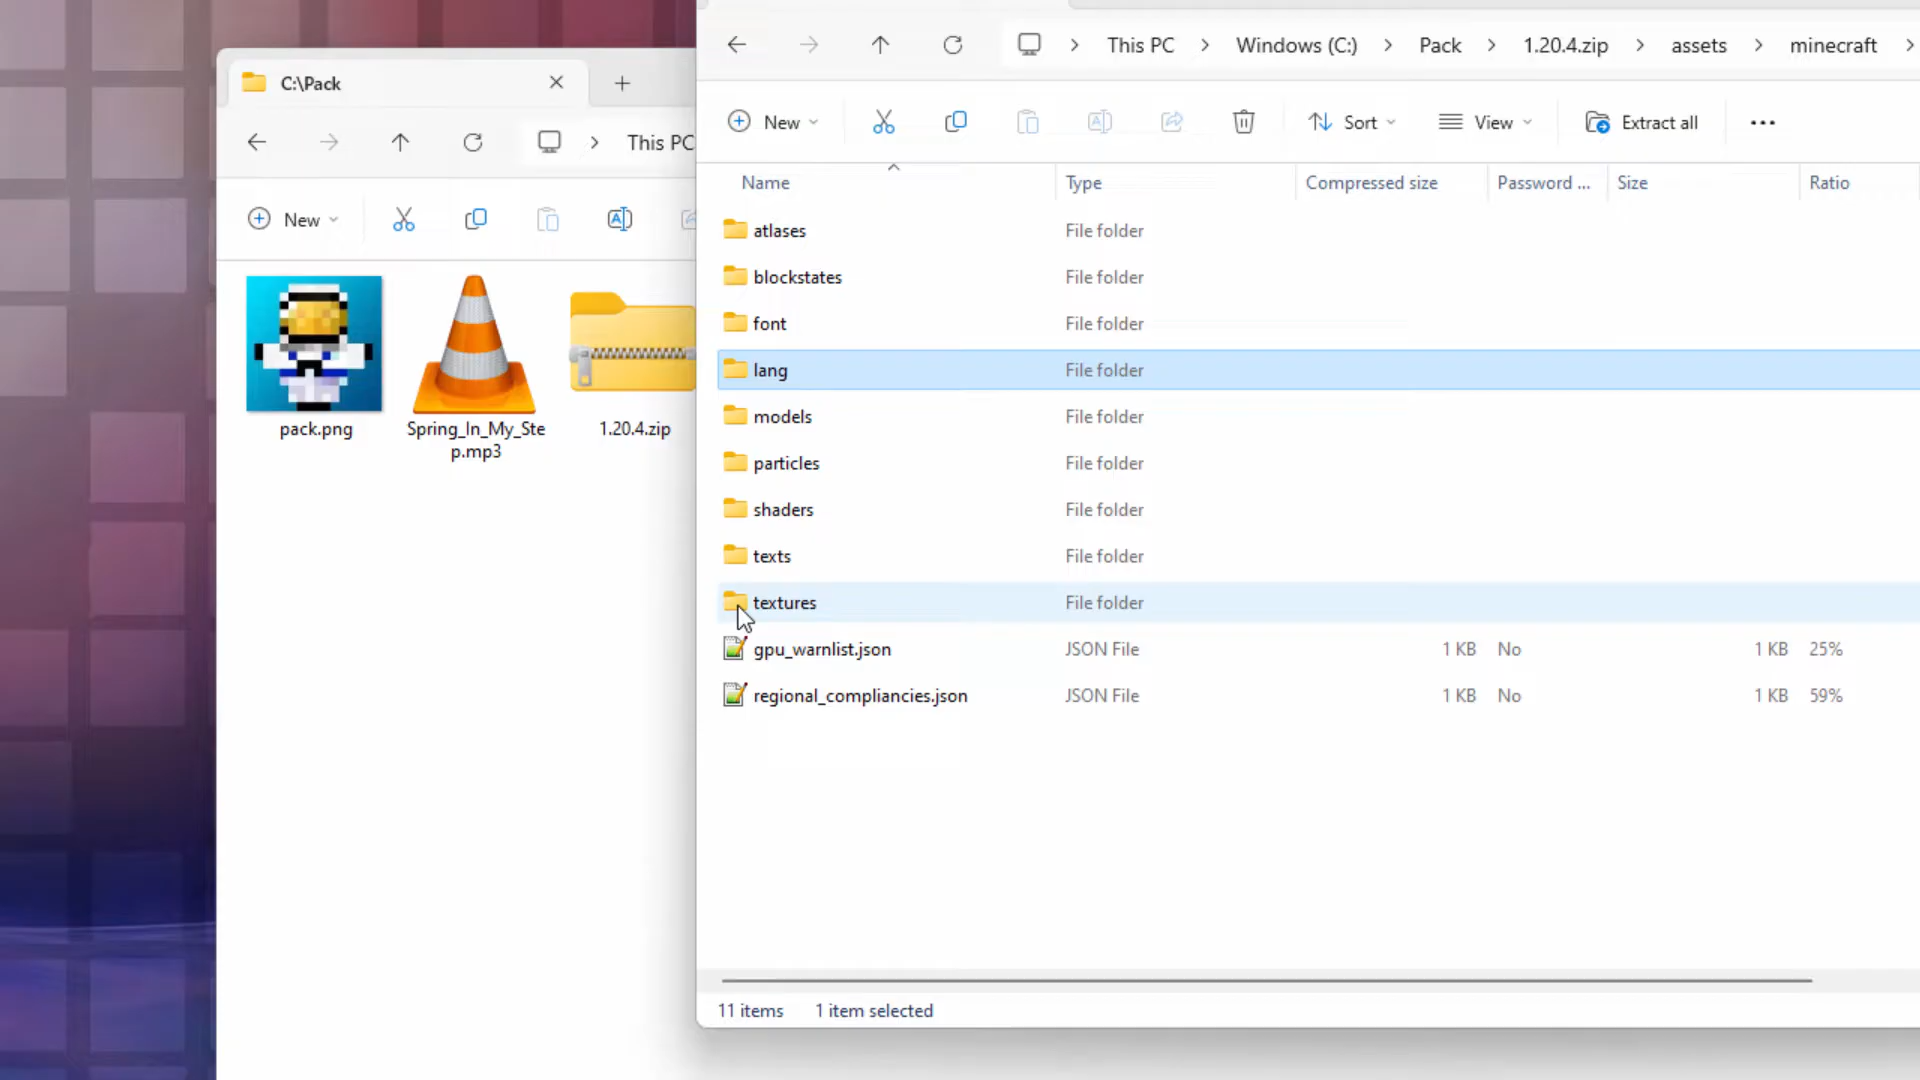 C:\Pack
This PC
New
pack.png
Spring_In_My_Ste
p.mp3
1.20.4.zip
This PC > Windows (C:) > Pack > 1.20.4.zip > assets > minecraft >
New
Sort
View
Extract all
Name Type Compressed size Password ... Size Ratio
atlases File folder
blockstates File folder
font File folder
lang File folder
models File folder
particles File folder
shaders File folder
texts File folder
textures File folder
gpu_warnlist.json JSON File 1 KB No 1 KB 25%
regional_compliancies.json JSON File 1 KB No 1 KB 59%
11 items 1 item selected